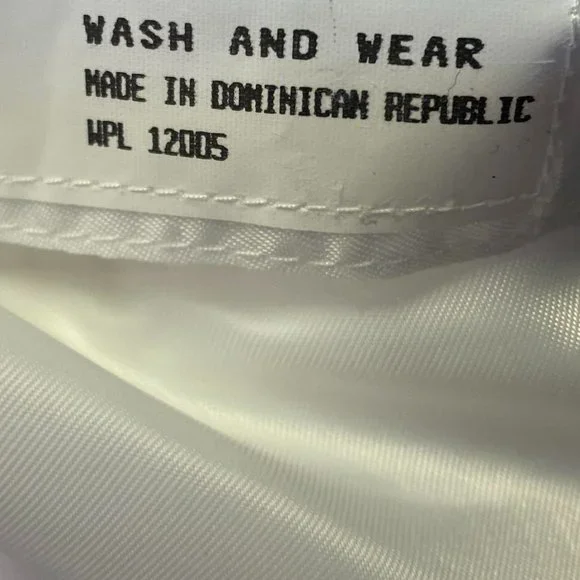 WASH AND WEAR
MADE IN DOMINICAN REPUBLIC
WPL 12005